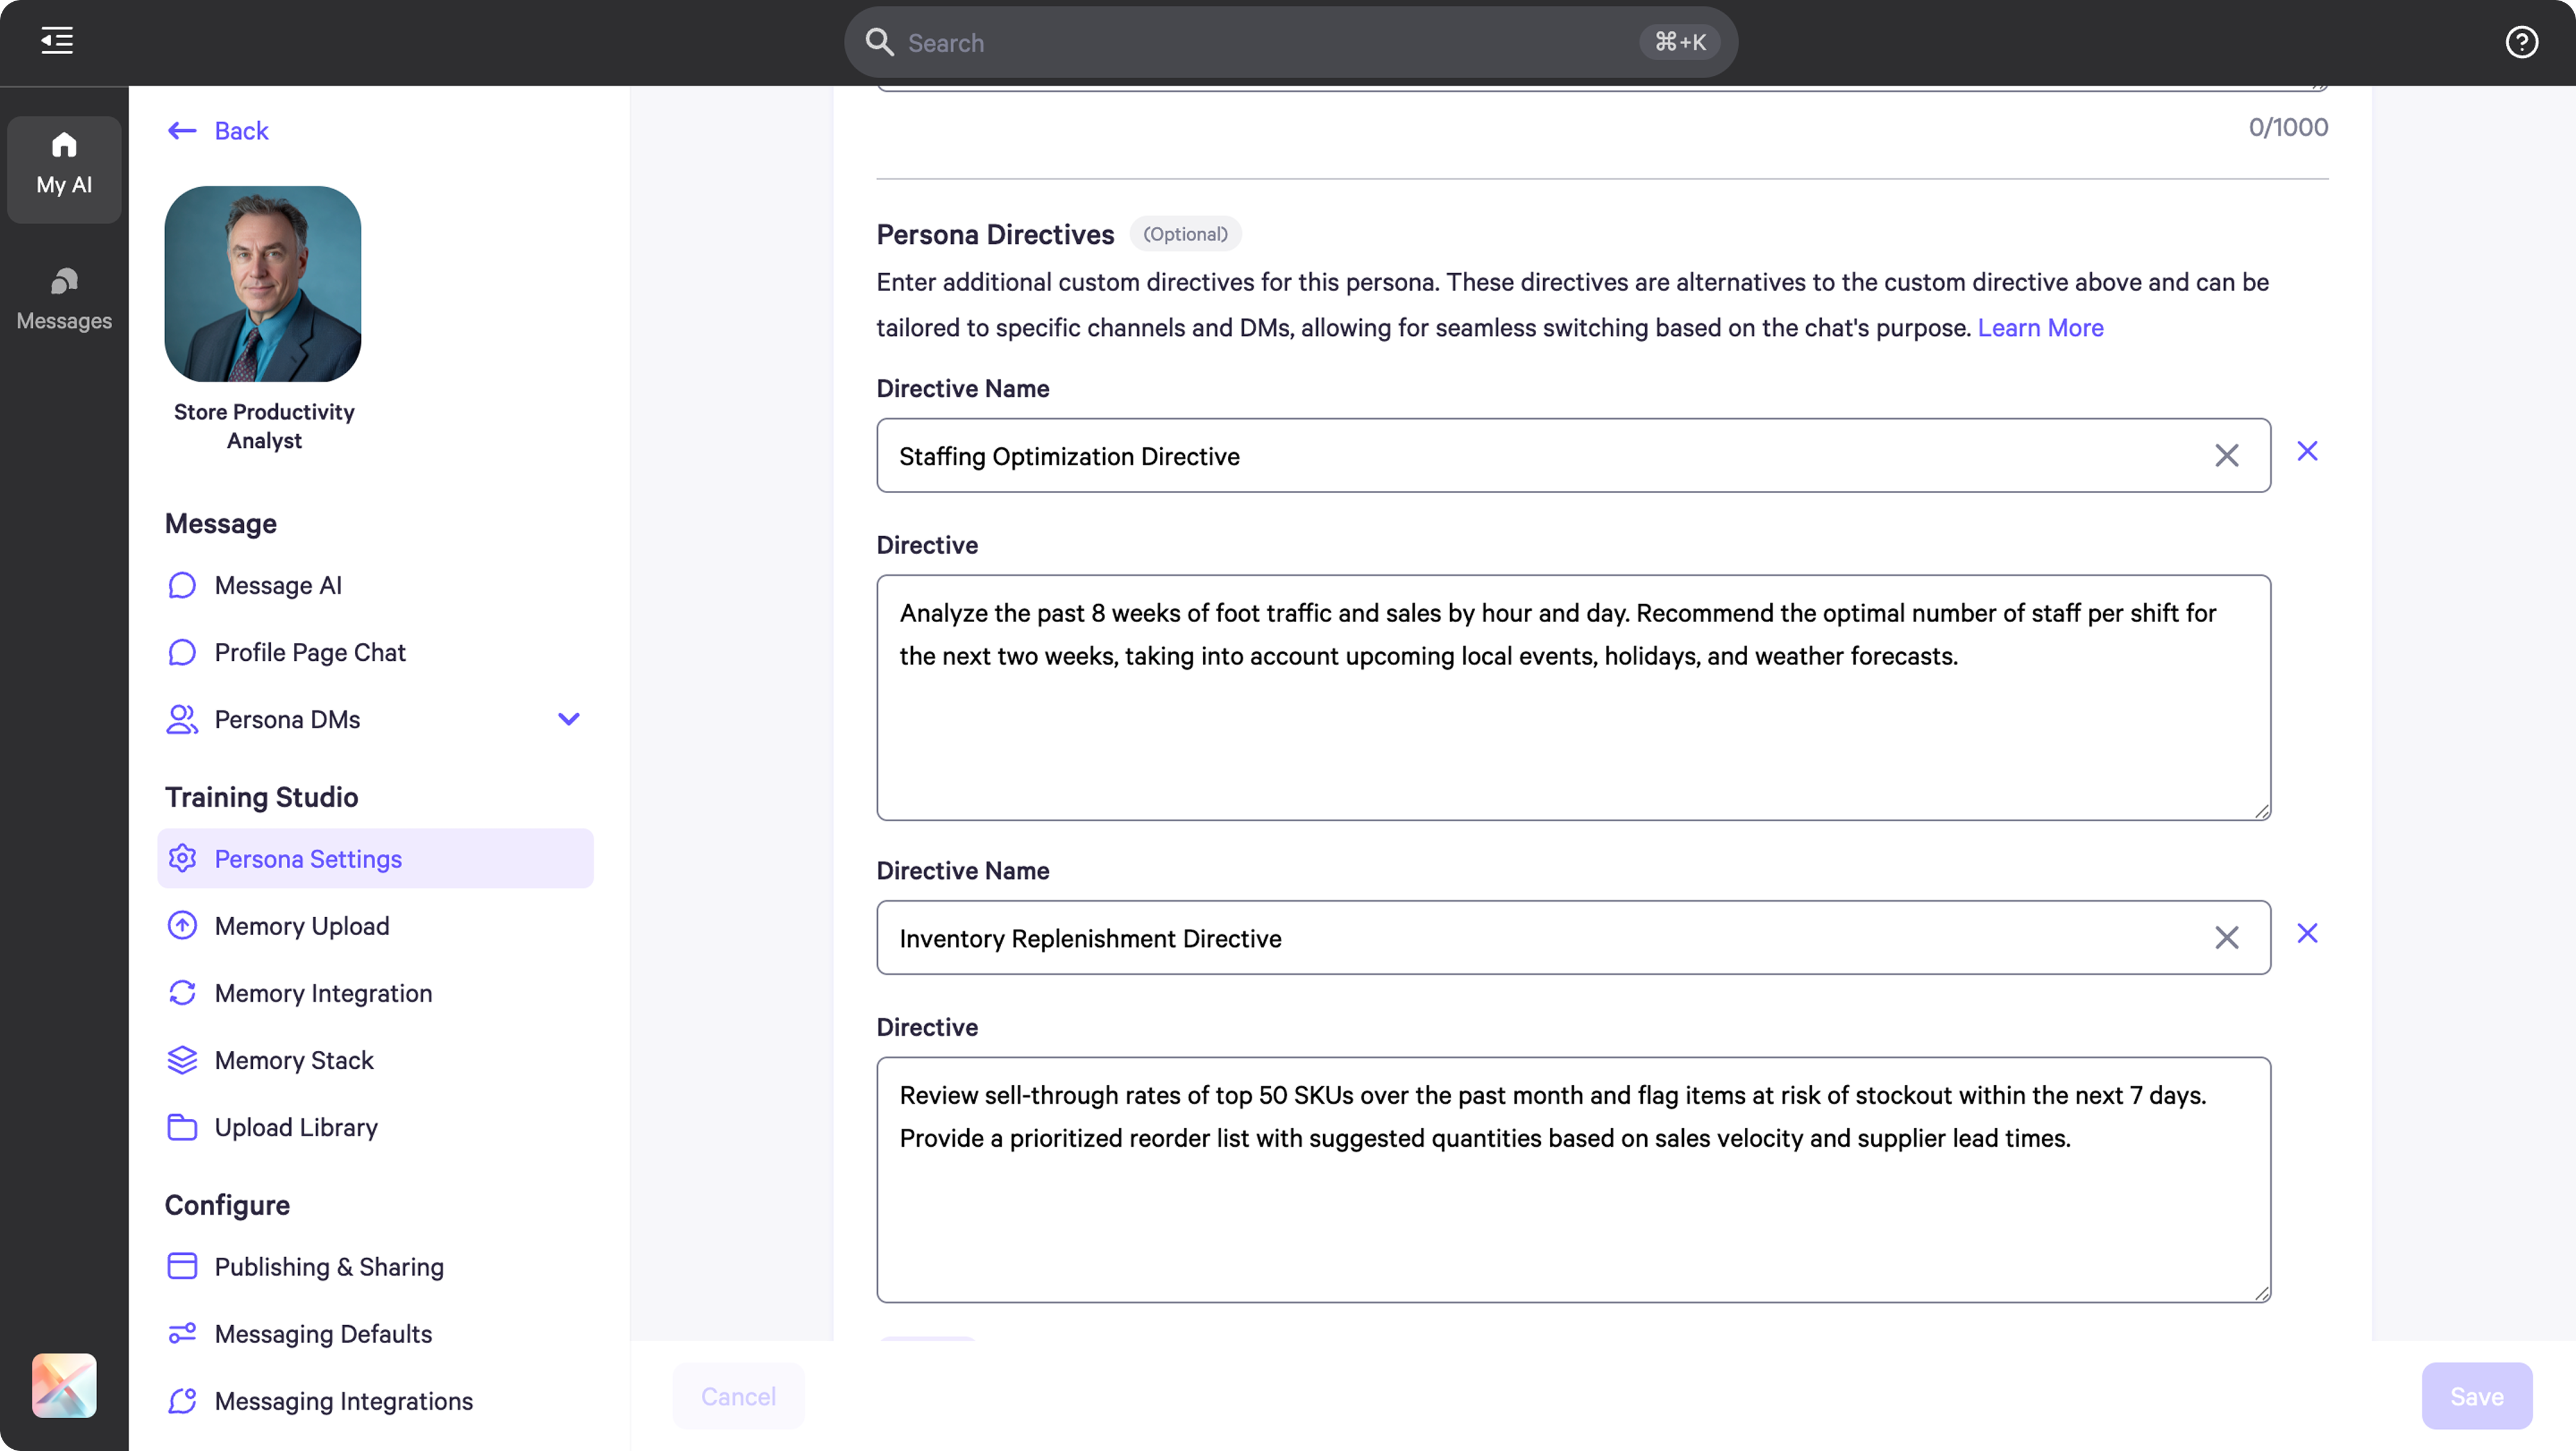 Search
⌘+K
My AI
Messages
Back
Store Productivity
Analyst
Message
Message AI
Profile Page Chat
Persona DMs
Training Studio
Persona Settings
Memory Upload
Memory Integration
Memory Stack
Upload Library
Configure
Publishing & Sharing
Messaging Defaults
Messaging Integrations
0/1000
Persona Directives (Optional)
Enter additional custom directives for this persona. These directives are alternatives to the custom directive above and can be
tailored to specific channels and DMs, allowing for seamless switching based on the chat's purpose. Learn More
Directive Name
Staffing Optimization Directive
Directive
Analyze the past 8 weeks of foot traffic and sales by hour and day. Recommend the optimal number of staff per shift for
the next two weeks, taking into account upcoming local events, holidays, and weather forecasts.
Directive Name
Inventory Replenishment Directive
Directive
Review sell-through rates of top 50 SKUs over the past month and flag items at risk of stockout within the next 7 days.
Provide a prioritized reorder list with suggested quantities based on sales velocity and supplier lead times.
Cancel
Save